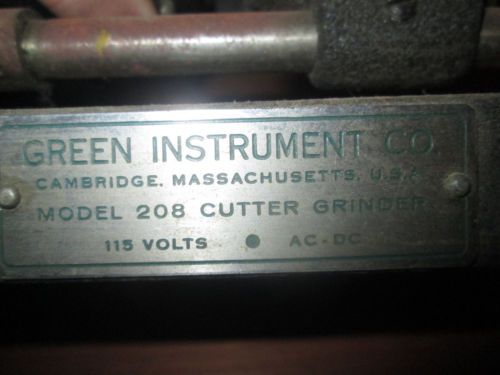 GREEN INSTRUMENT CO.
CAMBRIDGE, MASSACHUSETTS, U.S.A.
MODEL 208 CUTTER GRINDER
115 VOLTS • AC-DC